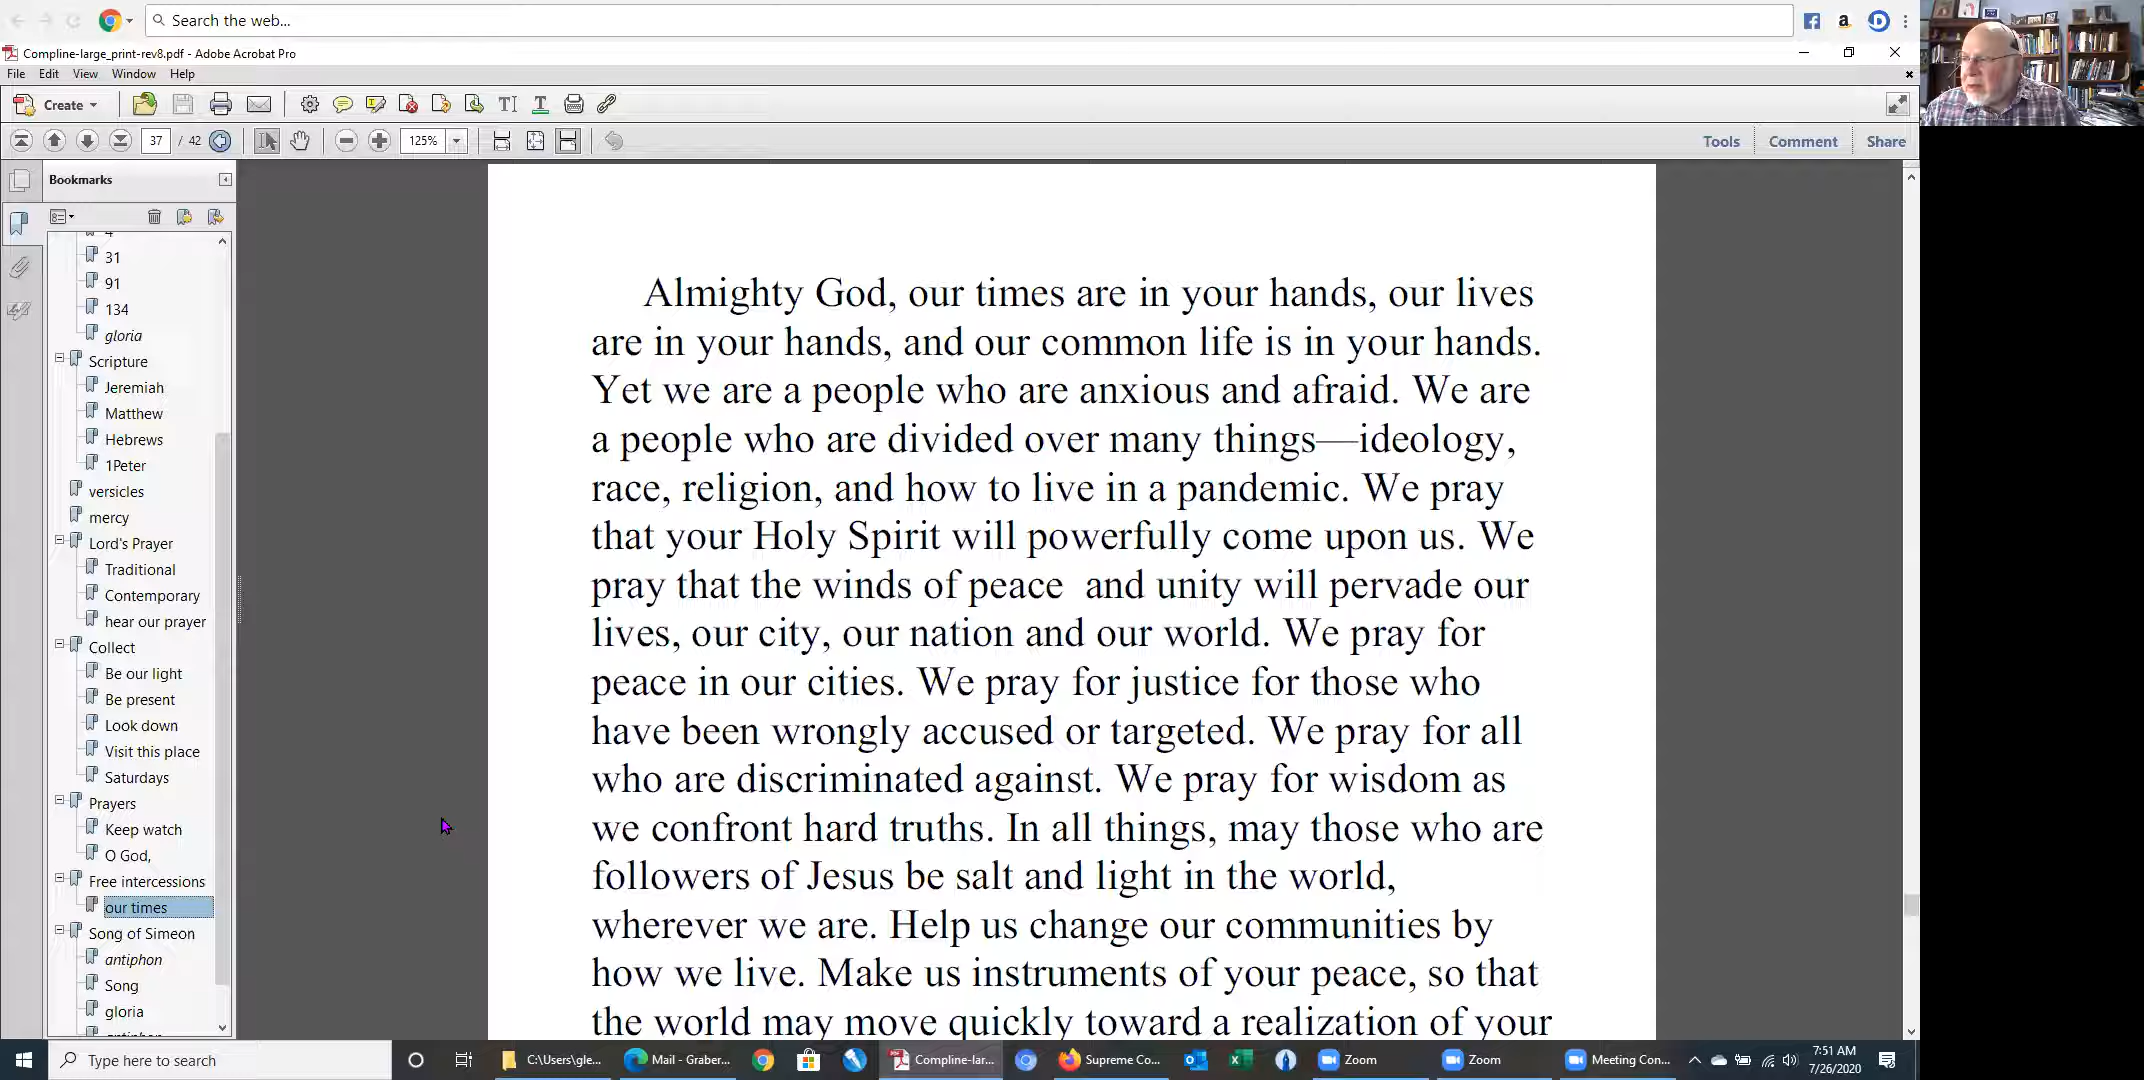 Search the web...
Compline-large_print-rev8.pdf - Adobe Acrobat Pro
File Edit View Window Help
Create
37 / 42 125% Tools Comment Share
Bookmarks
4
31
91
134
gloria
Scripture
Jeremiah
Matthew
Hebrews
1Peter
versicles
mercy
Lord's Prayer
Traditional
Contemporary
hear our prayer
Collect
Be our light
Be present
Look down
Visit this place
Saturdays
Prayers
Keep watch
O God,
Free intercessions
our times
Song of Simeon
antiphon
Song
gloria
antiphon
Almighty God, our times are in your hands, our lives
are in your hands, and our common life is in your hands.
Yet we are a people who are anxious and afraid. We are
a people who are divided over many things—ideology,
race, religion, and how to live in a pandemic. We pray
that your Holy Spirit will powerfully come upon us. We
pray that the winds of peace  and unity will pervade our
lives, our city, our nation and our world. We pray for
peace in our cities. We pray for justice for those who
have been wrongly accused or targeted. We pray for all
who are discriminated against. We pray for wisdom as
we confront hard truths. In all things, may those who are
followers of Jesus be salt and light in the world,
wherever we are. Help us change our communities by
how we live. Make us instruments of your peace, so that
the world may move quickly toward a realization of your
Type here to search C:\Users\gle... Mail - Graber... Compline-lar... Supreme Co... Zoom Zoom Meeting Con... 7:51 AM
7/26/2020